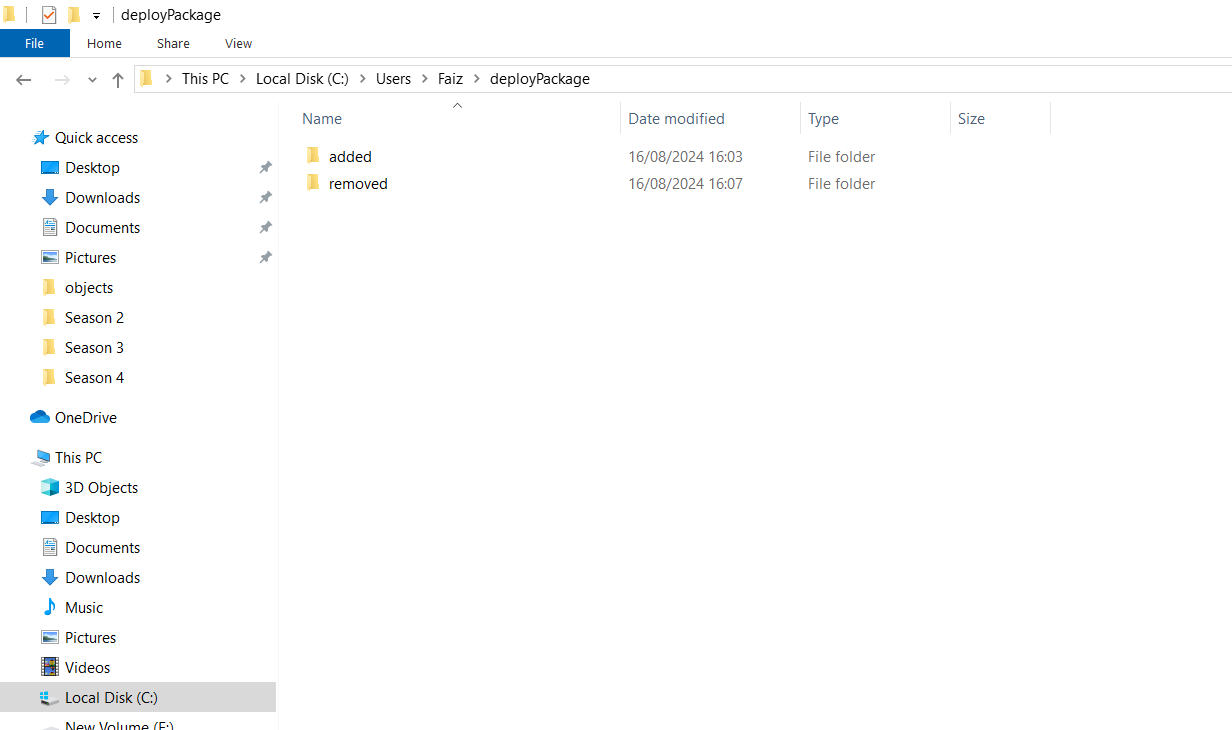 deployPackage
File Home Share View
This PC Local Disk (C:) Users Faiz deployPackage
Name Date modified Type Size
added 16/08/2024 16:03 File folder
removed 16/08/2024 16:07 File folder
Quick access
Desktop
Downloads
Documents
Pictures
objects
Season 2
Season 3
Season 4
OneDrive
This PC
3D Objects
Desktop
Documents
Downloads
Music
Pictures
Videos
Local Disk (C:)
New Volume (E:)